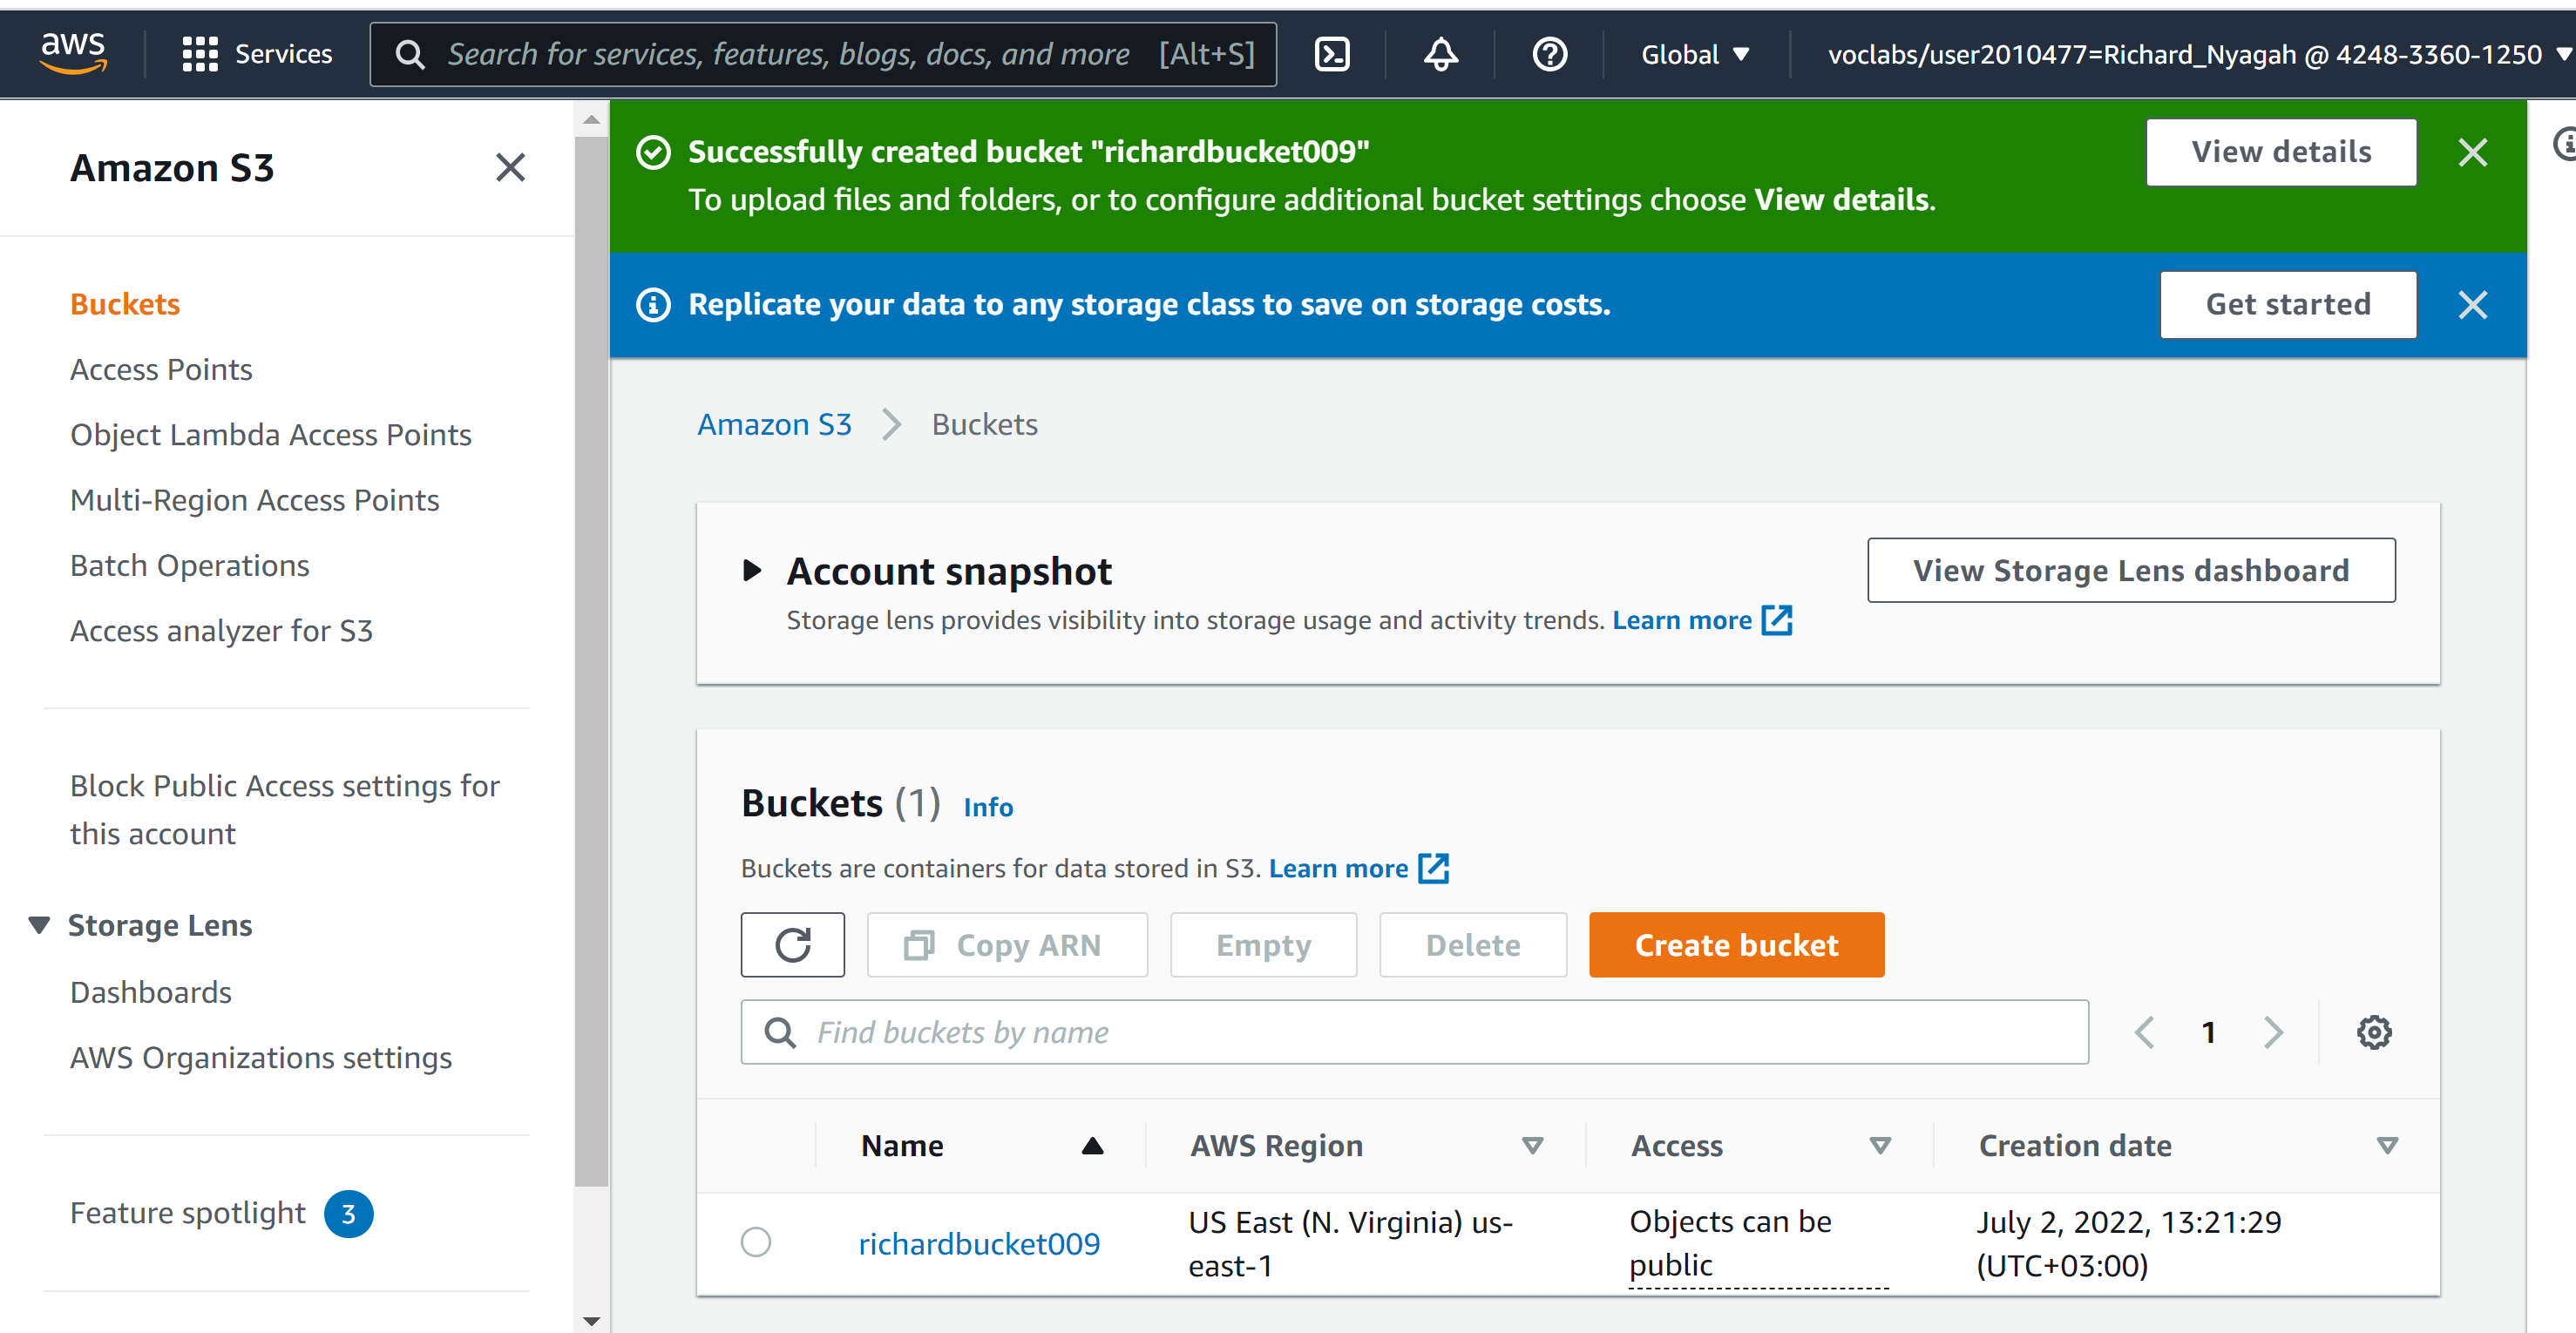 aws
Services
Search for services, features, blogs, docs, and more [Alt+S]
Global
voclabs/user2010477=Richard_Nyagah @ 4248-3360-1250
Amazon S3
Buckets
Access Points
Object Lambda Access Points
Multi-Region Access Points
Batch Operations
Access analyzer for S3
Block Public Access settings for
this account
Storage Lens
Dashboards
AWS Organizations settings
Feature spotlight 3
Successfully created bucket "richardbucket009"
To upload files and folders, or to configure additional bucket settings choose View details.
View details
Replicate your data to any storage class to save on storage costs.
Get started
Amazon S3 Buckets
Account snapshot
Storage lens provides visibility into storage usage and activity trends. Learn more
View Storage Lens dashboard
Buckets (1) Info
Buckets are containers for data stored in S3. Learn more
Copy ARN
Empty
Delete
Create bucket
Find buckets by name
1
Name
AWS Region
Access
Creation date
richardbucket009
US East (N. Virginia) us-
east-1
Objects can be
public
July 2, 2022, 13:21:29
(UTC+03:00)